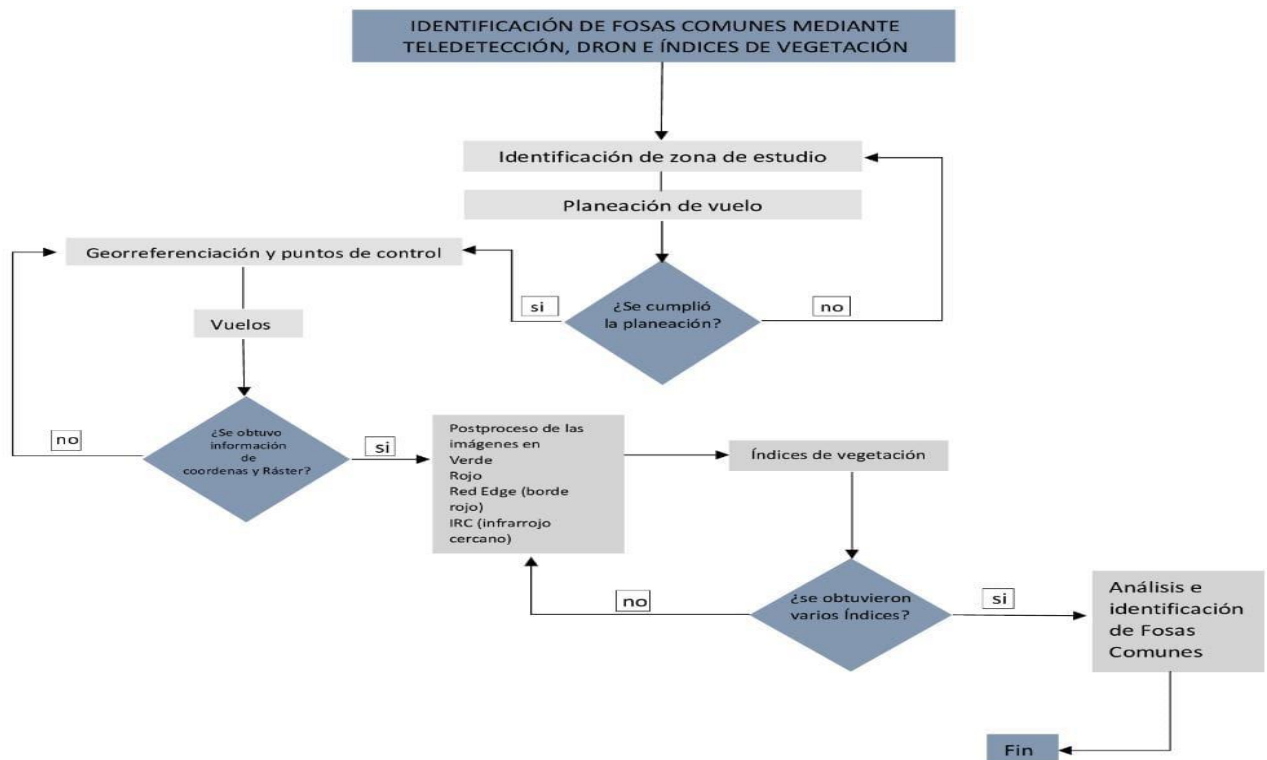 IDENTIFICACIÓN DE FOSAS COMUNES MEDIANTE
TELEDETECCIÓN, DRON E ÍNDICES DE VEGETACIÓN
Identificación de zona de estudio
Planeación de vuelo
Georreferenciación y puntos de control
si
¿Se cumplió
la planeación?
no
Vuelos
no
¿Se obtuvo
información
de
coordenas y Ráster?
si
Postproceso de las
imágenes en
Verde
Rojo
Red Edge (borde
rojo)
IRC (infrarrojo
cercano)
Índices de vegetación
no
¿se obtuvieron
varios Índices?
si
Análisis e
identificación
de Fosas
Comunes
Fin